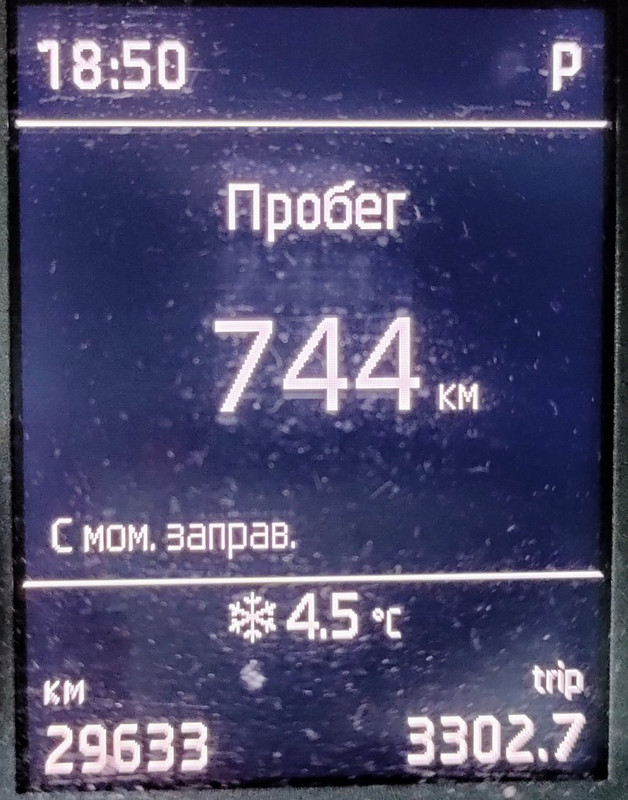 18:50 P
Пробег
744 км
С мом. заправ.
4.5 °C
км trip
29633 3302.7